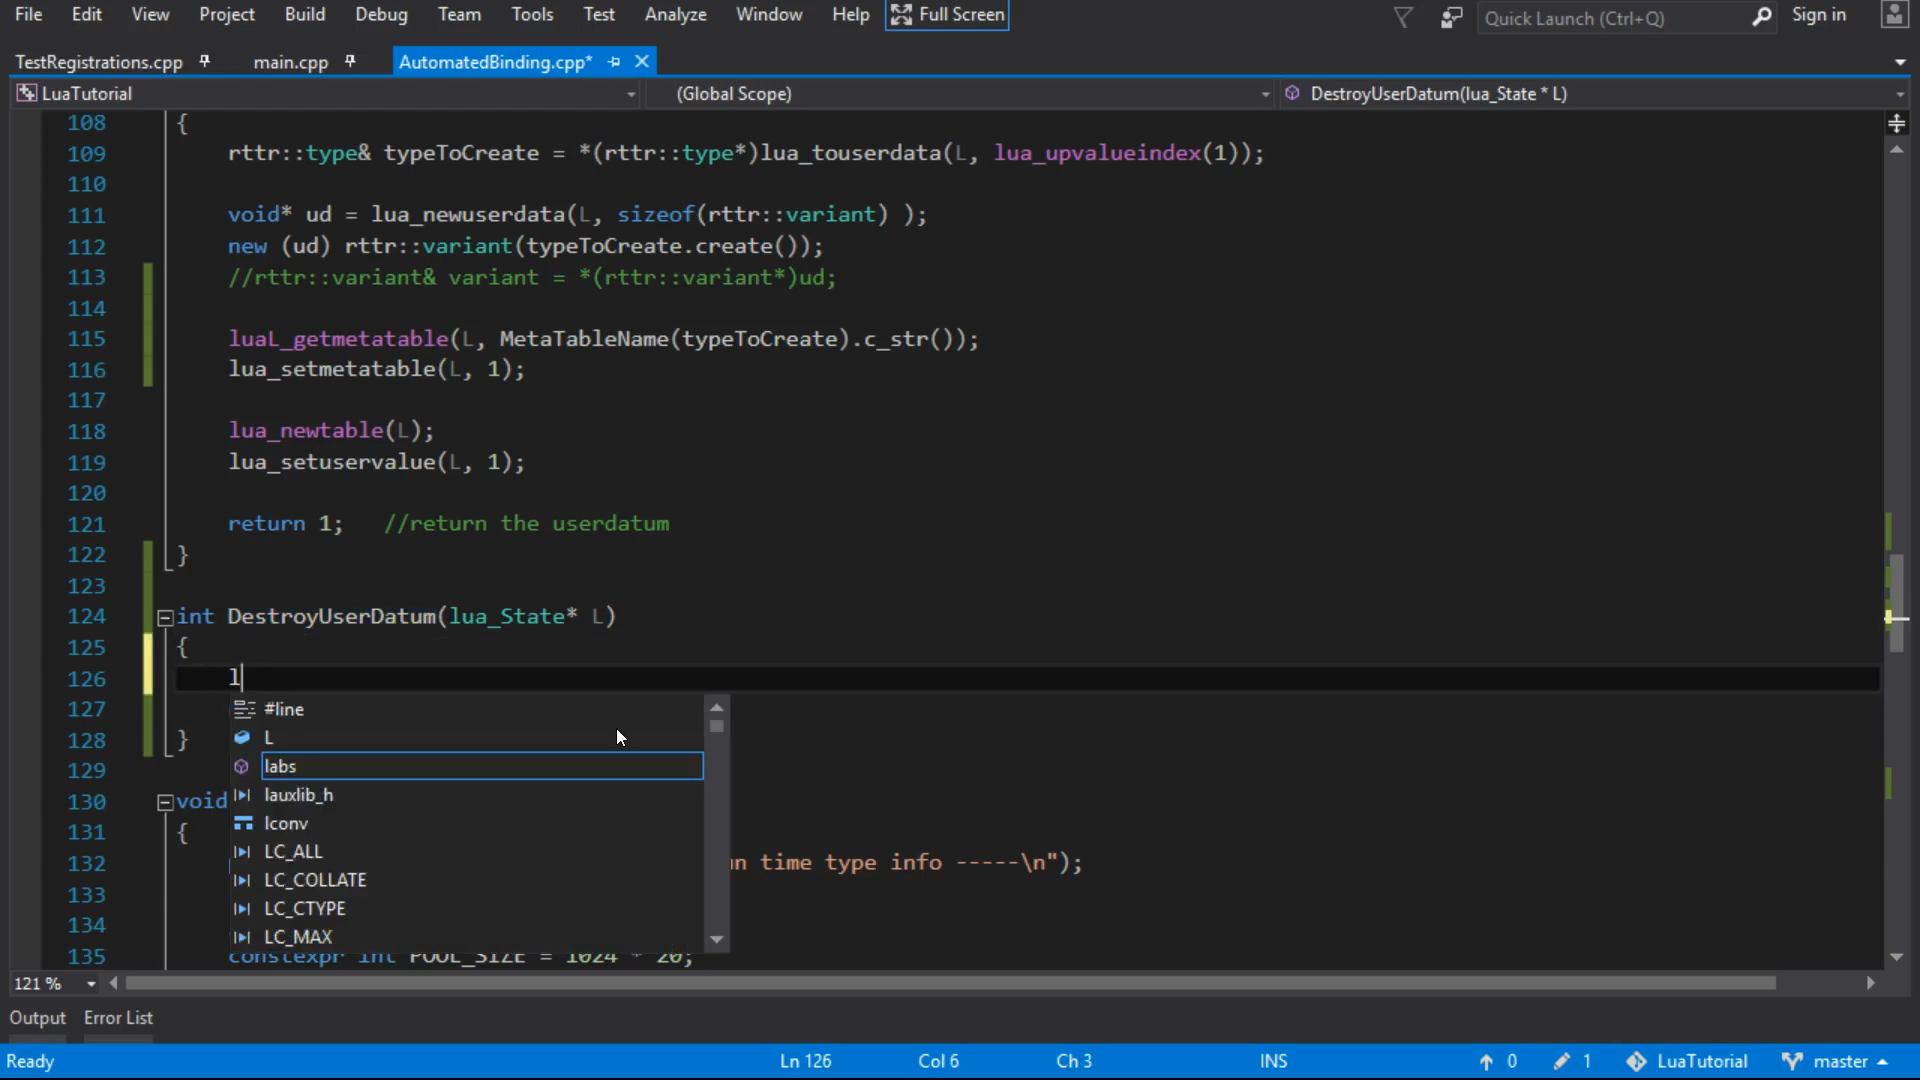 File Edit View Project Build Debug Team Tools Test Analyze Window Help Full Screen Quick Launch (Ctrl+Q) Sign in
TestRegistrations.cpp main.cpp AutomatedBinding.cpp*
LuaTutorial (Global Scope) DestroyUserDatum(lua_State * L)
108 {
109 rttr::type& typeToCreate = *(rttr::type*)lua_touserdata(L, lua_upvalueindex(1));
110
111 void* ud = lua_newuserdata(L, sizeof(rttr::variant) );
112 new (ud) rttr::variant(typeToCreate.create());
113 //rttr::variant& variant = *(rttr::variant*)ud;
114
115 luaL_getmetatable(L, MetaTableName(typeToCreate).c_str());
116 lua_setmetatable(L, 1);
117
118 lua_newtable(L);
119 lua_setuservalue(L, 1);
120
121 return 1; //return the userdatum
122 }
123
124 int DestroyUserDatum(lua_State* L)
125 {
126 l
127 #line
L
128 }
labs
129
lauxlib_h
130 void
lconv
131 {
LC_ALL
132 un time type info -----\n");
LC_COLLATE
133
LC_CTYPE
134
LC_MAX
135 constexpr int POOL_SIZE = 1024 * 20;
121 %
Output Error List
Ready Ln 126 Col 6 Ch 3 INS 0 1 LuaTutorial master